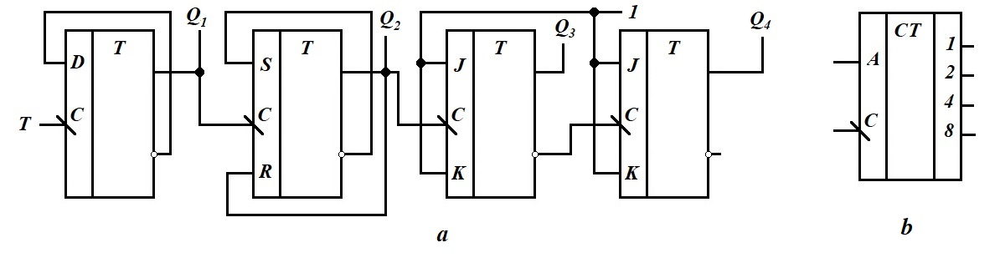 Q1 Q2 Q3 1 Q4
D T S T J T J T
T C C C C
R K K
a
CT
A 1
2
C 4
8
b